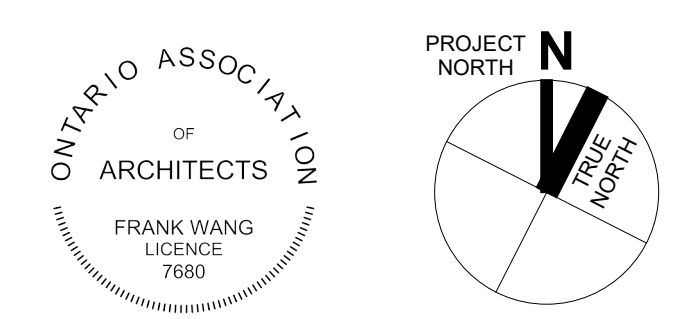 ONTARIO ASSOCIATION
OF
ARCHITECTS
FRANK WANG
LICENCE
7680
PROJECT
NORTH
N
TRUE
NORTH